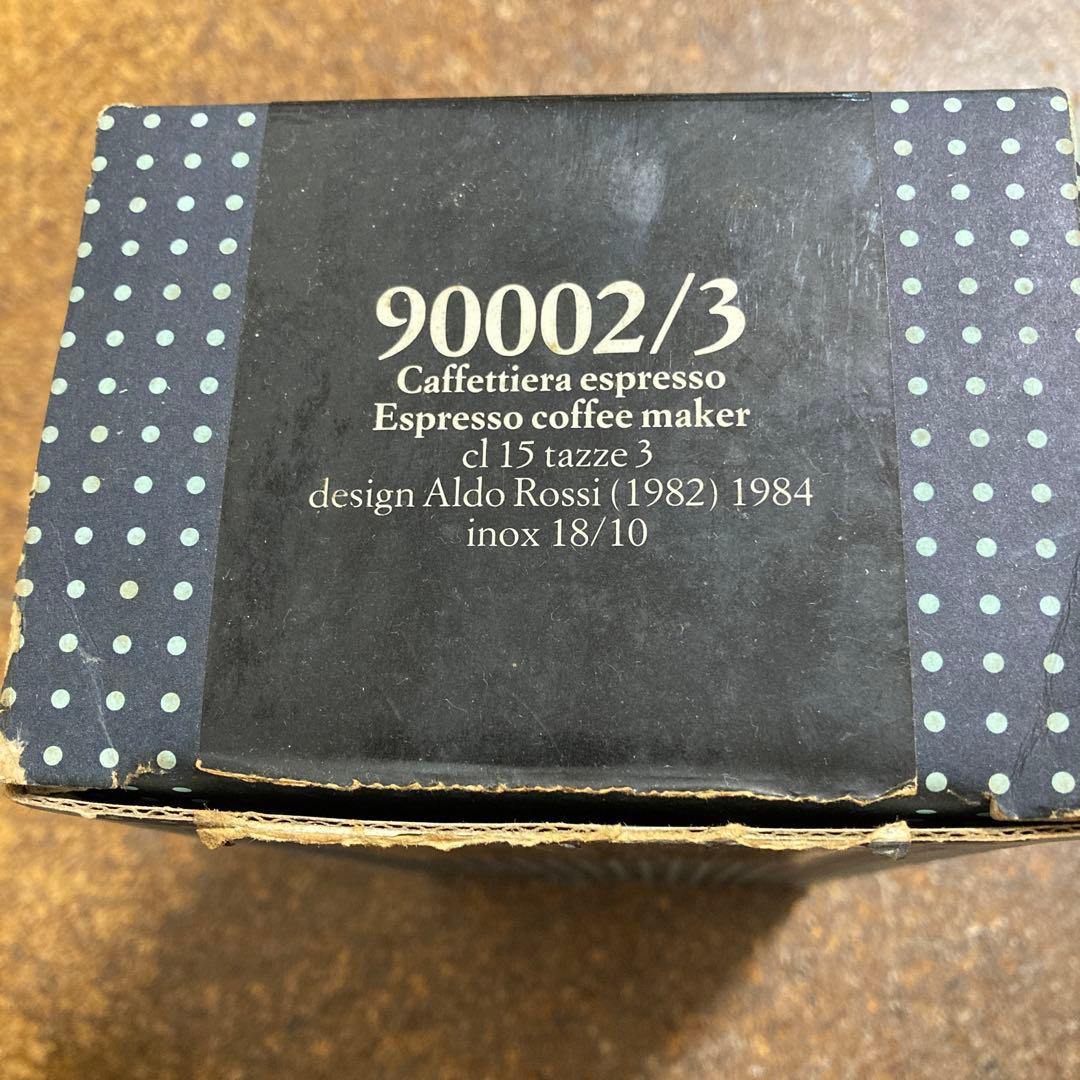 90002/3
Caffettiera espresso
Espresso coffee maker
cl 15 tazze 3
design Aldo Rossi (1982) 1984
inox 18/10